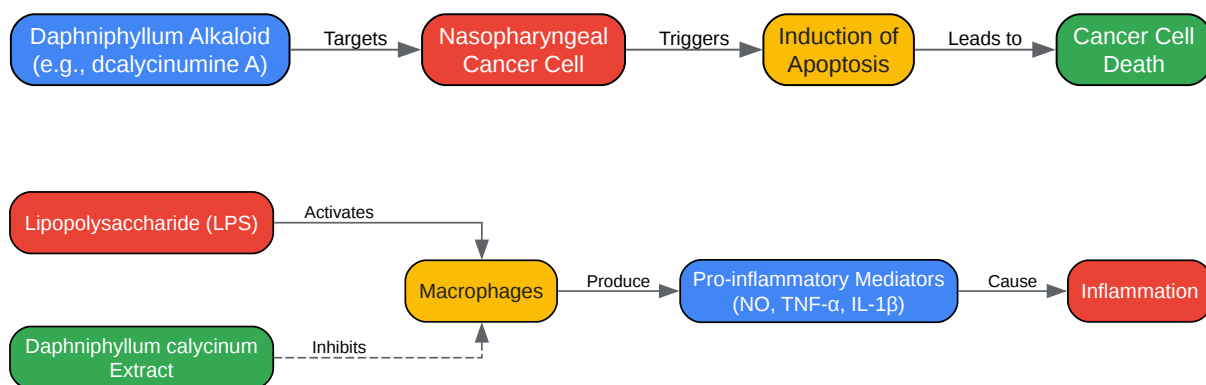 Daphniphyllum Alkaloid
(e.g., dcalycinumine A)
Targets
Nasopharyngeal
Cancer Cell
Triggers
Induction of
Apoptosis
Leads to
Cancer Cell
Death
Lipopolysaccharide (LPS)
Activates
Macrophages
Produce
Pro-inflammatory Mediators
(NO, TNF-α, IL-1β)
Cause
Inflammation
Daphniphyllum calycinum
Extract
Inhibits